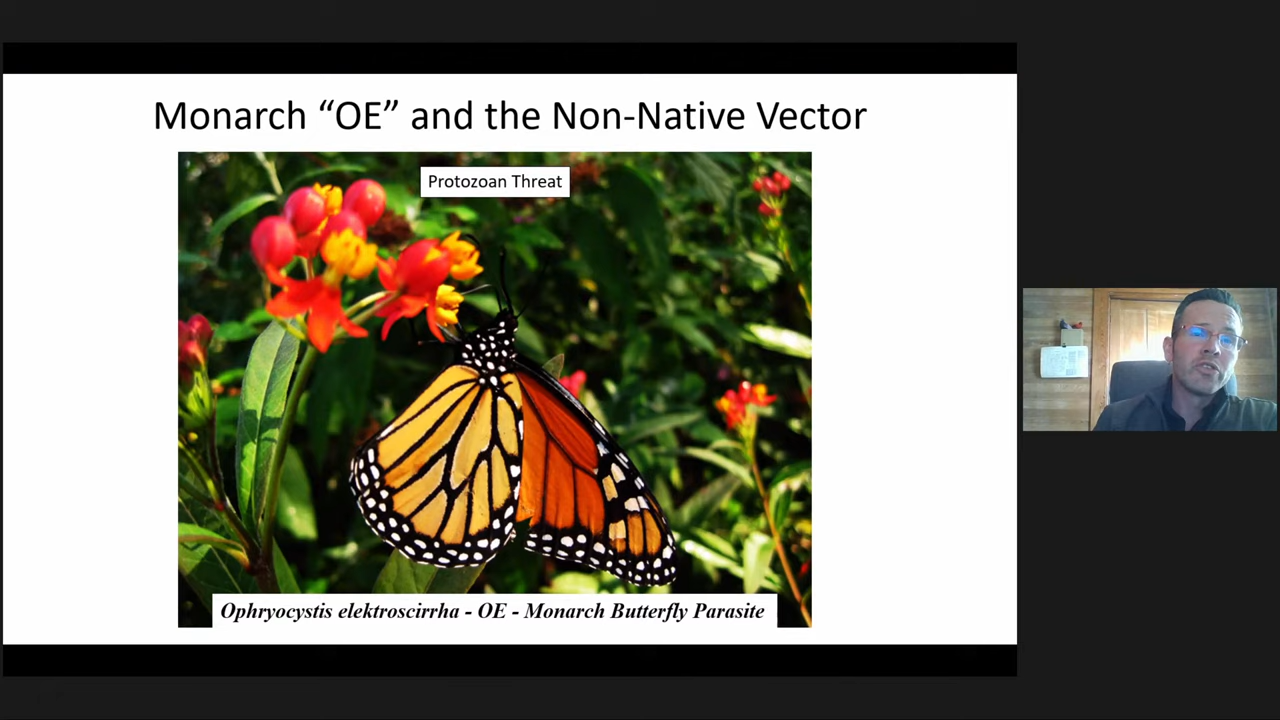 Monarch “OE” and the Non-Native Vector
Protozoan Threat
Ophryocystis elektroscirrha - OE - Monarch Butterfly Parasite